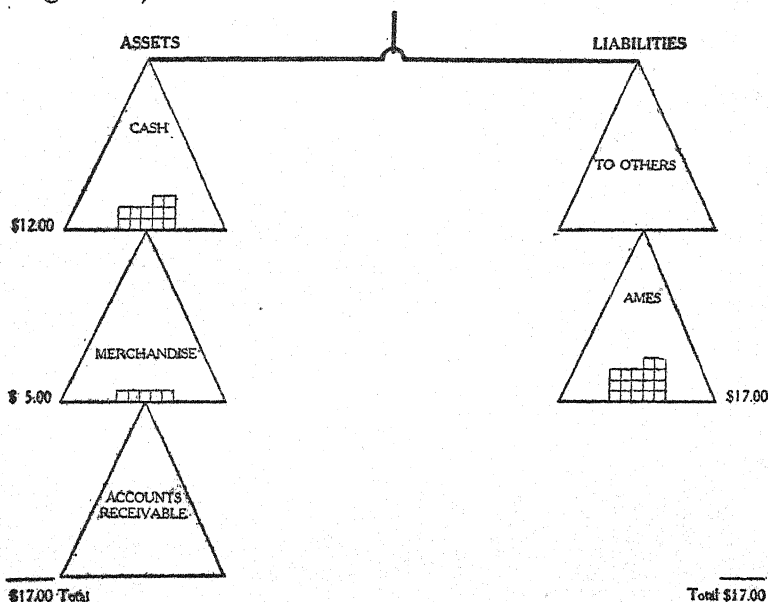 ASSETS
LIABILITIES
CASH
TO OTHERS
$12.00
AMES
MERCHANDISE
$ 5.00
$17.00
ACCOUNTS
RECEIVABLE
$17.00 Total
Total $17.00